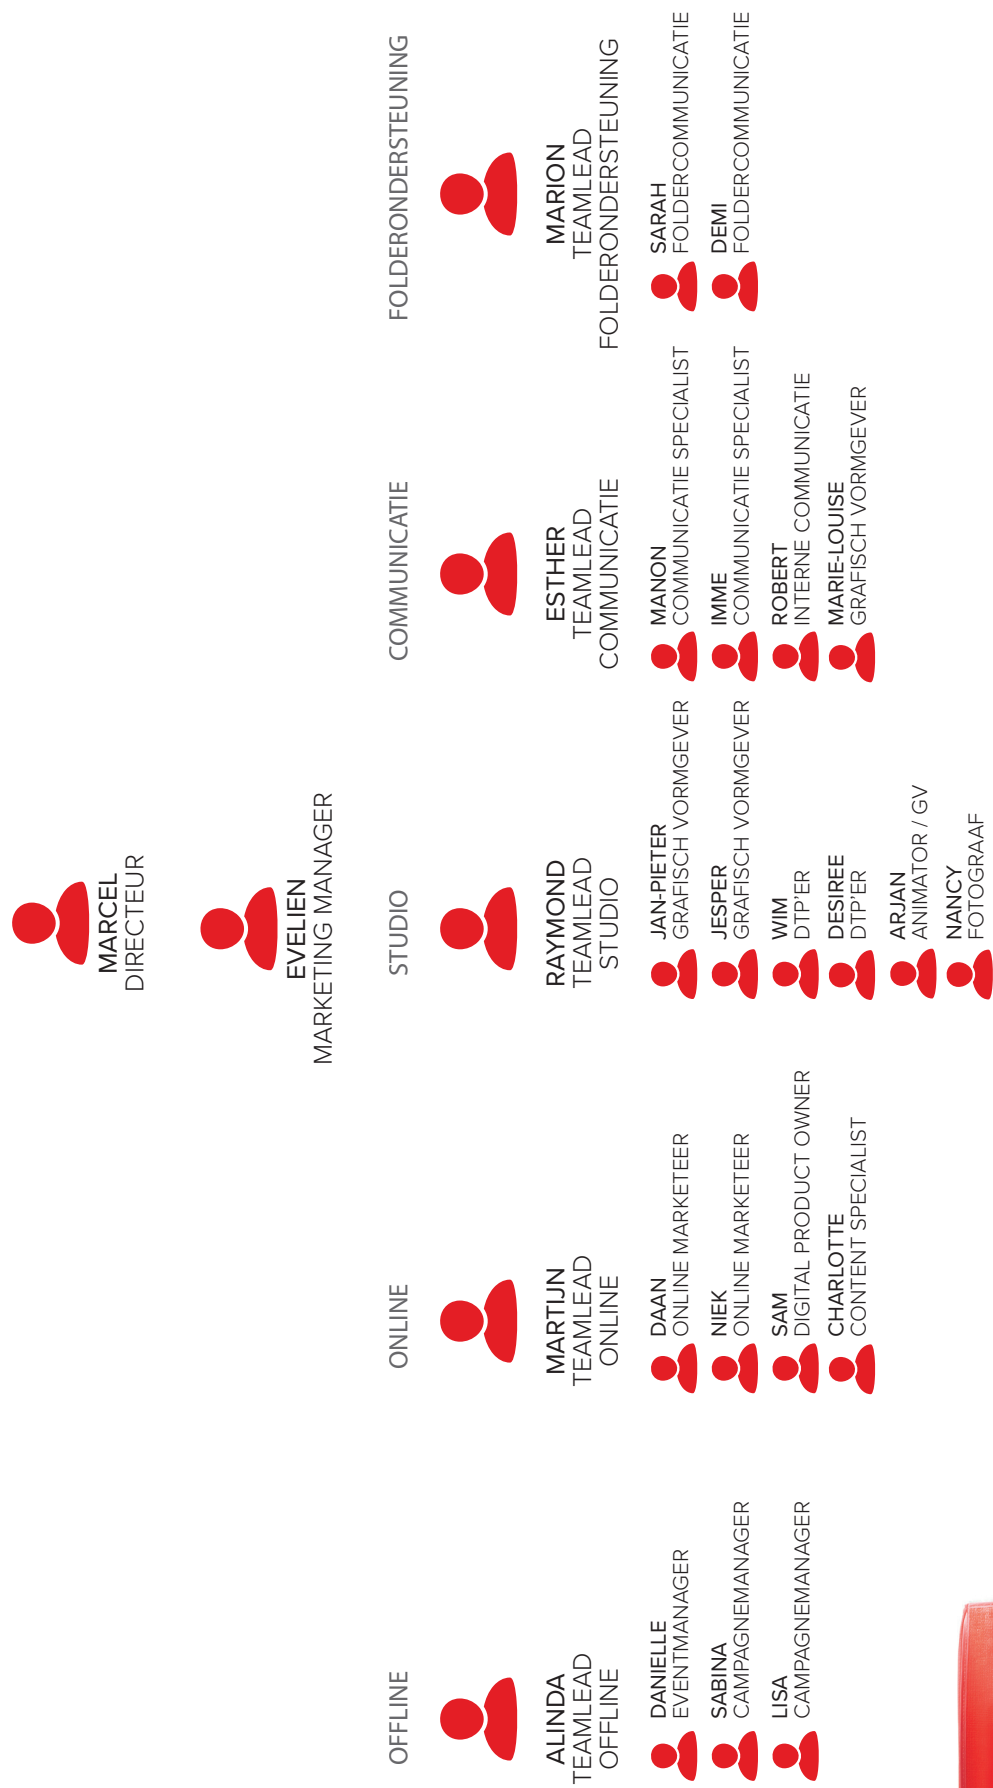 MARCEL
DIRECTEUR
EVELIEN
MARKETING MANAGER
OFFLINE
ALINDA
TEAMLEAD
OFFLINE
DANIELLE
EVENTMANAGER
SABINA
CAMPAGNEMANAGER
LISA
CAMPAGNEMANAGER
ONLINE
MARTIJN
TEAMLEAD
ONLINE
DAAN
ONLINE MARKETEER
NIEK
ONLINE MARKETEER
SAM
DIGITAL PRODUCT OWNER
CHARLOTTE
CONTENT SPECIALIST
STUDIO
RAYMOND
TEAMLEAD
STUDIO
JAN-PIETER
GRAFISCH VORMGEVER
JESPER
GRAFISCH VORMGEVER
WIM
DTP'ER
DESIREE
DTP'ER
ARJAN
ANIMATOR / GV
NANCY
FOTOGRAAF
COMMUNICATIE
ESTHER
TEAMLEAD
COMMUNICATIE
MANON
COMMUNICATIE SPECIALIST
IMME
COMMUNICATIE SPECIALIST
ROBERT
INTERNE COMMUNICATIE
MARIE-LOUISE
GRAFISCH VORMGEVER
FOLDERONDERSTEUNING
MARION
TEAMLEAD
FOLDERONDERSTEUNING
SARAH
FOLDERCOMMUNICATIE
DEMI
FOLDERCOMMUNICATIE